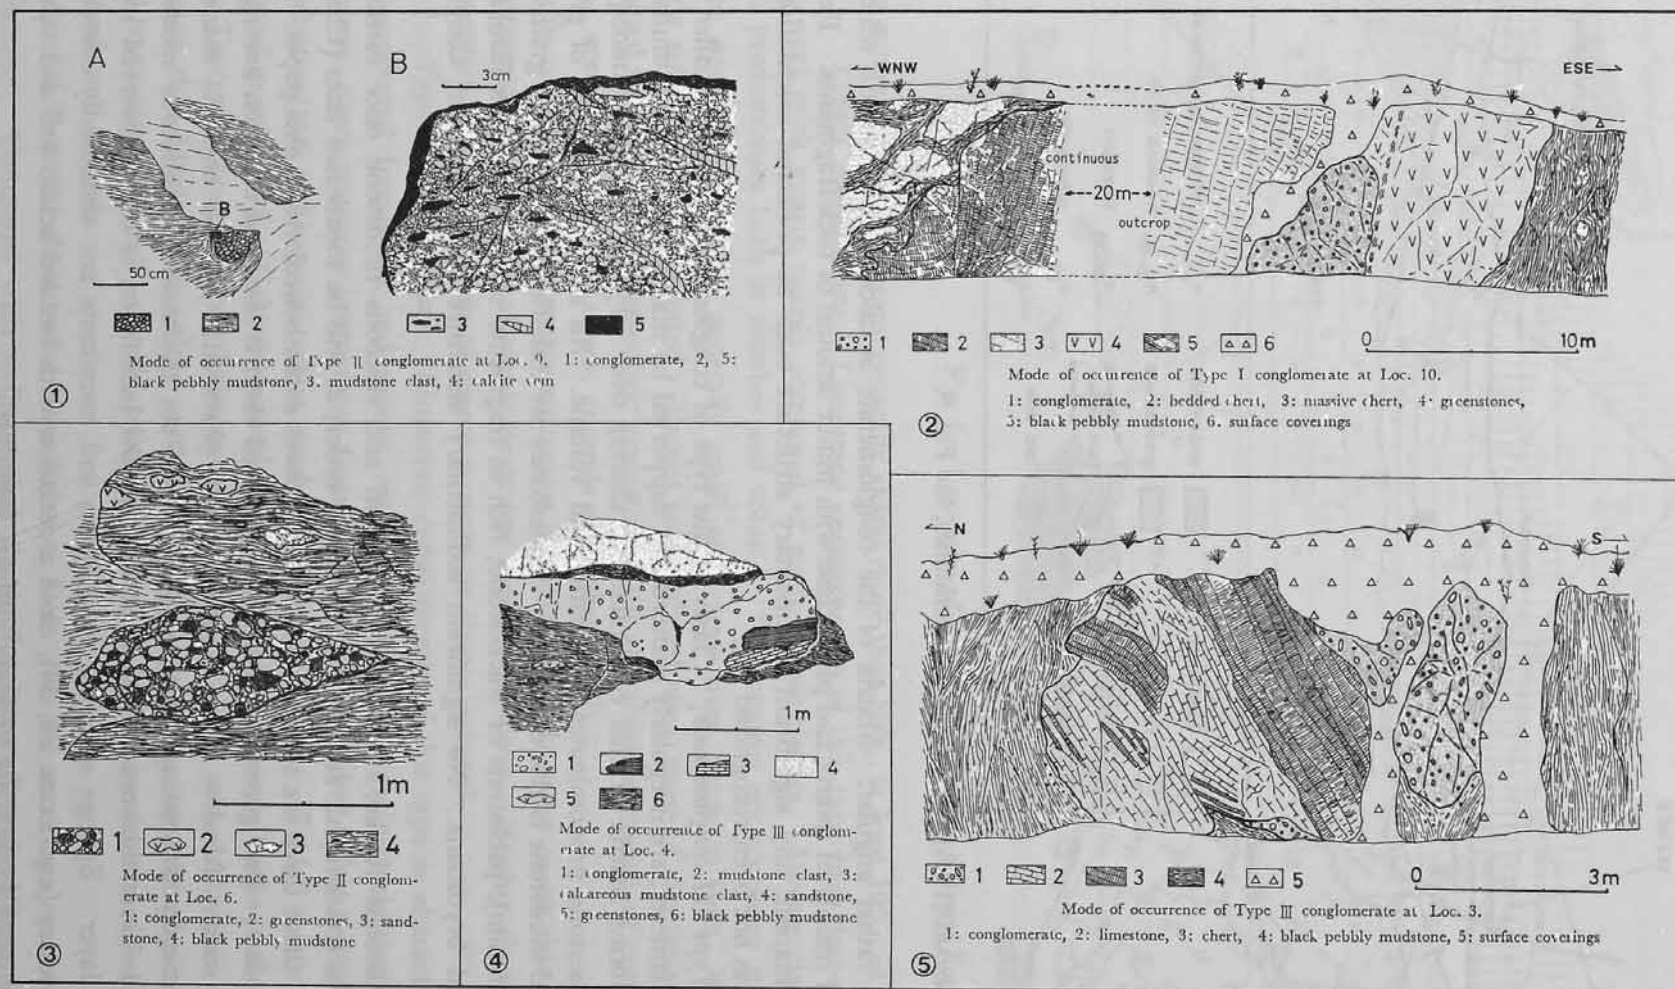 A
B
3cm
B
50cm
1 2 3 4 5
Mode of occurrence of Type II conglomerate at Loc. 9. 1: conglomerate, 2, 5:
black pebbly mudstone, 3. mudstone clast, 4: calcite vein
①
←WNW
ESE→
continuous
←--20m--→
outcrop
1 2 3 4 5 6
0 10m
Mode of occurrence of Type I conglomerate at Loc. 10.
1: conglomerate, 2: bedded chert, 3: massive chert, 4: greenstones,
5: black pebbly mudstone, 6. surface coverings
②
1m
1 2 3 4
Mode of occurrence of Type II conglom-
erate at Loc. 6.
1: conglomerate, 2: greenstones, 3: sand-
stone, 4: black pebbly mudstone
③
1m
1 2 3 4
5 6
Mode of occurrence of Type III conglom-
erate at Loc. 4.
1: conglomerate, 2: mudstone clast, 3:
calcareous mudstone clast, 4: sandstone,
5: greenstones, 6: black pebbly mudstone
④
←N
S→
1 2 3 4 5
0 3m
Mode of occurrence of Type III conglomerate at Loc. 3.
1: conglomerate, 2: limestone, 3: chert, 4: black pebbly mudstone, 5: surface coverings
⑤